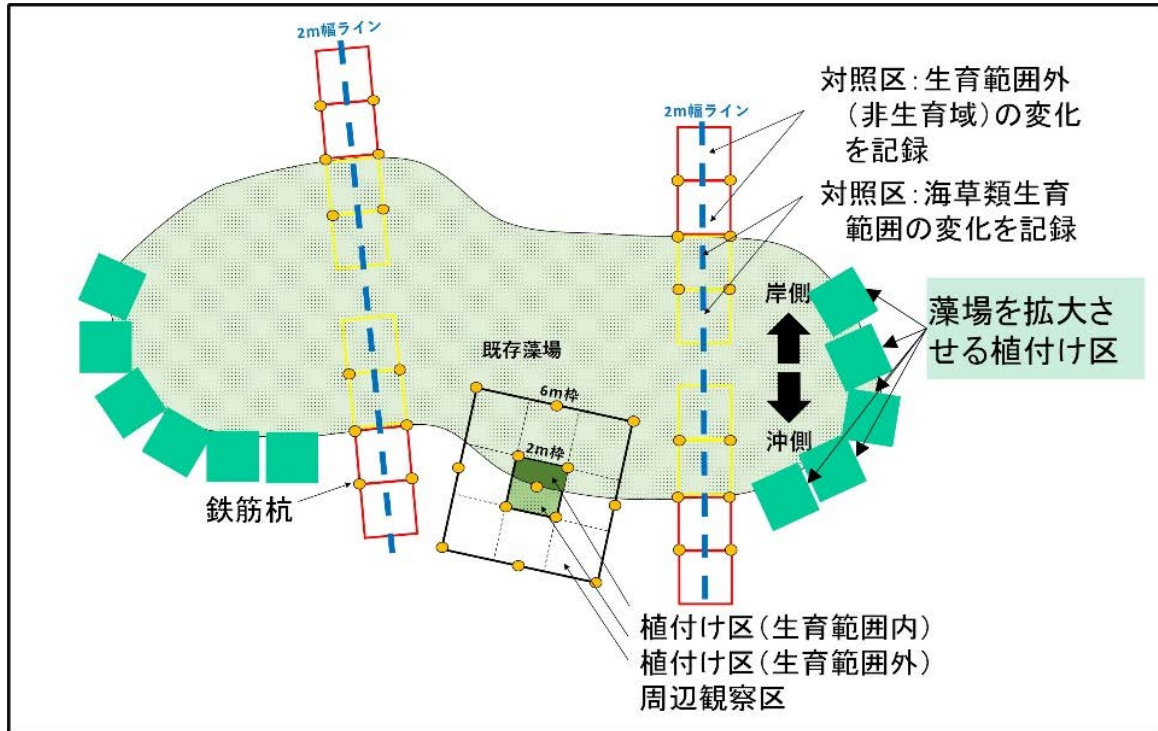 2m幅ライン
2m幅ライン
対照区：生育範囲外
（非生育域）の変化
を記録
対照区：海草類生育
範囲の変化を記録
岸側
沖側
藻場を拡大さ
せる植付け区
既存藻場
6m枠
2m枠
鉄筋杭
植付け区（生育範囲内）
植付け区（生育範囲外）
周辺観察区